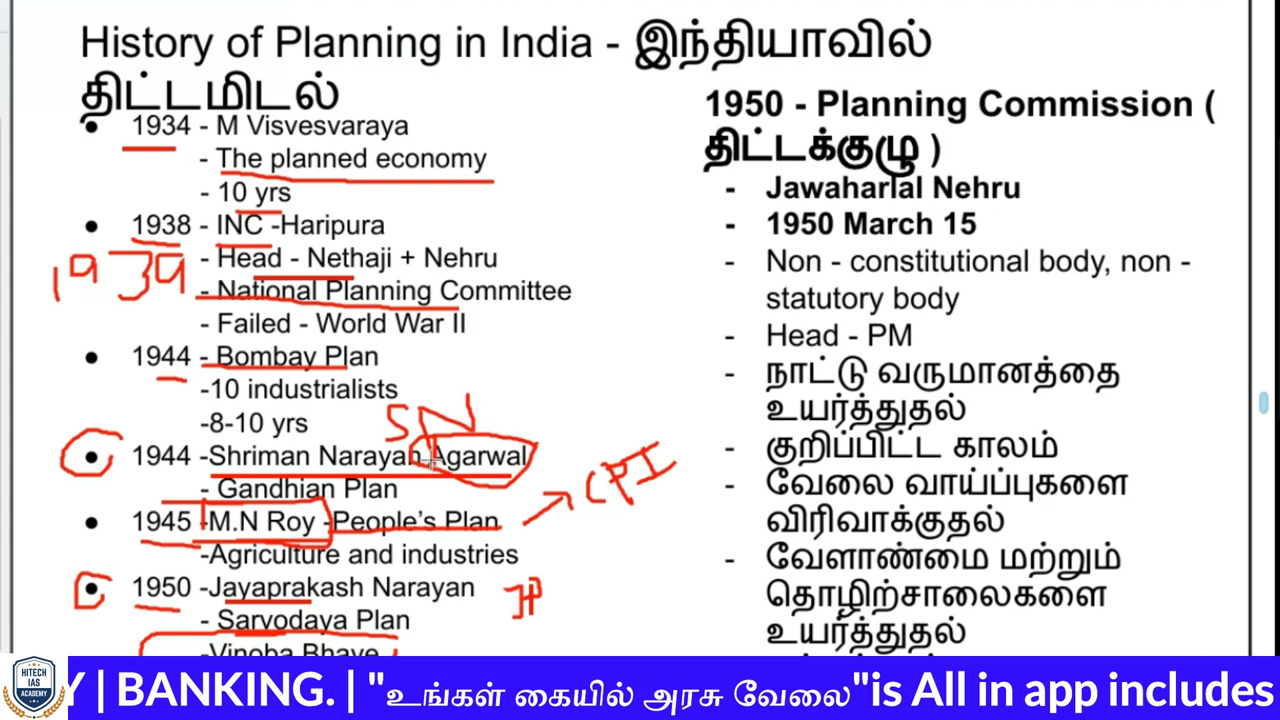 History of Planning in India - இந்தியாவில்
திட்டமிடல்
1934 - M Visvesvaraya
- The planned economy
- 10 yrs
1938 - INC -Haripura
1939
- Head - Nethaji + Nehru
- National Planning Committee
- Failed - World War II
1944 - Bombay Plan
-10 industrialists
-8-10 yrs
SN
1944 -Shriman Narayan Agarwal
- Gandhian Plan
CPI
1945 -M.N Roy -People's Plan
-Agriculture and industries
1950 -Jayaprakash Narayan
JP
- Sarvodaya Plan
-Vinoba Bhave
1950 - Planning Commission (
திட்டக்குழு )
- Jawaharlal Nehru
- 1950 March 15
- Non - constitutional body, non -
statutory body
- Head - PM
- நாட்டு வருமானத்தை
உயர்த்துதல்
- குறிப்பிட்ட காலம்
- வேலை வாய்ப்புகளை
விரிவாக்குதல்
- வேளாண்மை மற்றும்
தொழிற்சாலைகளை
உயர்த்துதல்
HITECH
IAS
ACADEMY
Y | BANKING. | "உங்கள் கையில் அரசு வேலை"is All in app includes